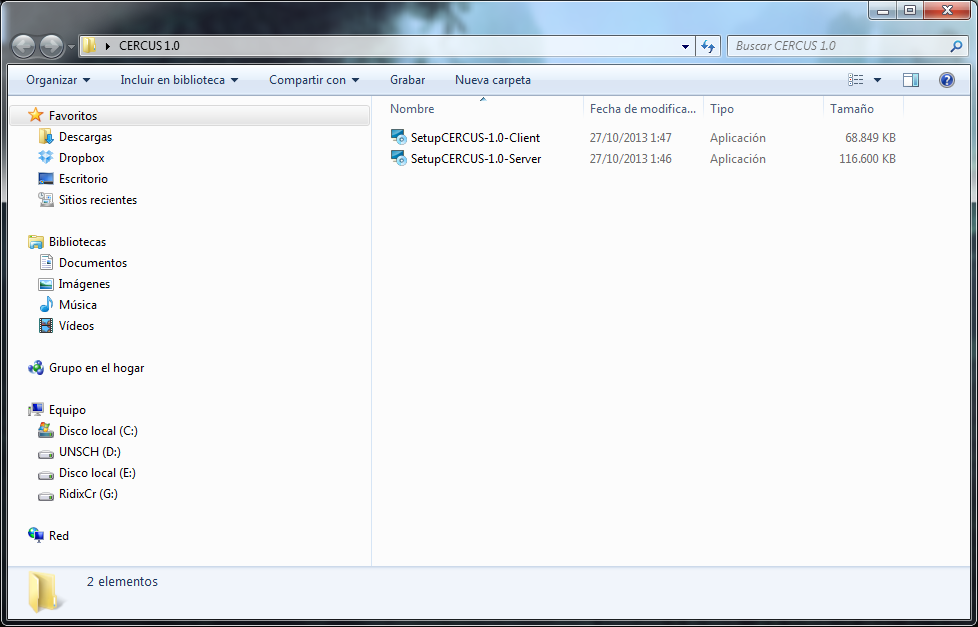 CERCUS 1.0
Buscar CERCUS 1.0
Organizar Incluir en biblioteca Compartir con Grabar Nueva carpeta
Favoritos
Descargas
Dropbox
Escritorio
Sitios recientes
Bibliotecas
Documentos
Imágenes
Música
Vídeos
Grupo en el hogar
Equipo
Disco local (C:)
UNSCH (D:)
Disco local (E:)
RidixCr (G:)
Red
Nombre Fecha de modifica... Tipo Tamaño
SetupCERCUS-1.0-Client 27/10/2013 1:47 Aplicación 68.849 KB
SetupCERCUS-1.0-Server 27/10/2013 1:46 Aplicación 116.600 KB
2 elementos